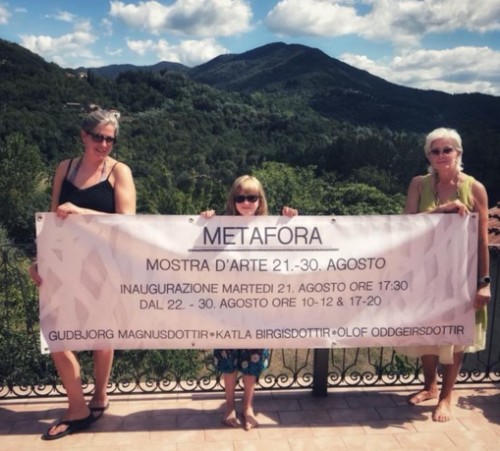 METAFORA
MOSTRA D'ARTE 21.-30. AGOSTO
INAUGURAZIONE MARTEDI 21. AGOSTO ORE 17:30
DAL 22. - 30. AGOSTO ORE 10-12 & 17-20
GUDBJORG MAGNUSDOTTIR•KATLA BIRGISDOTTIR•OLOF ODDGEIRSDOTTIR